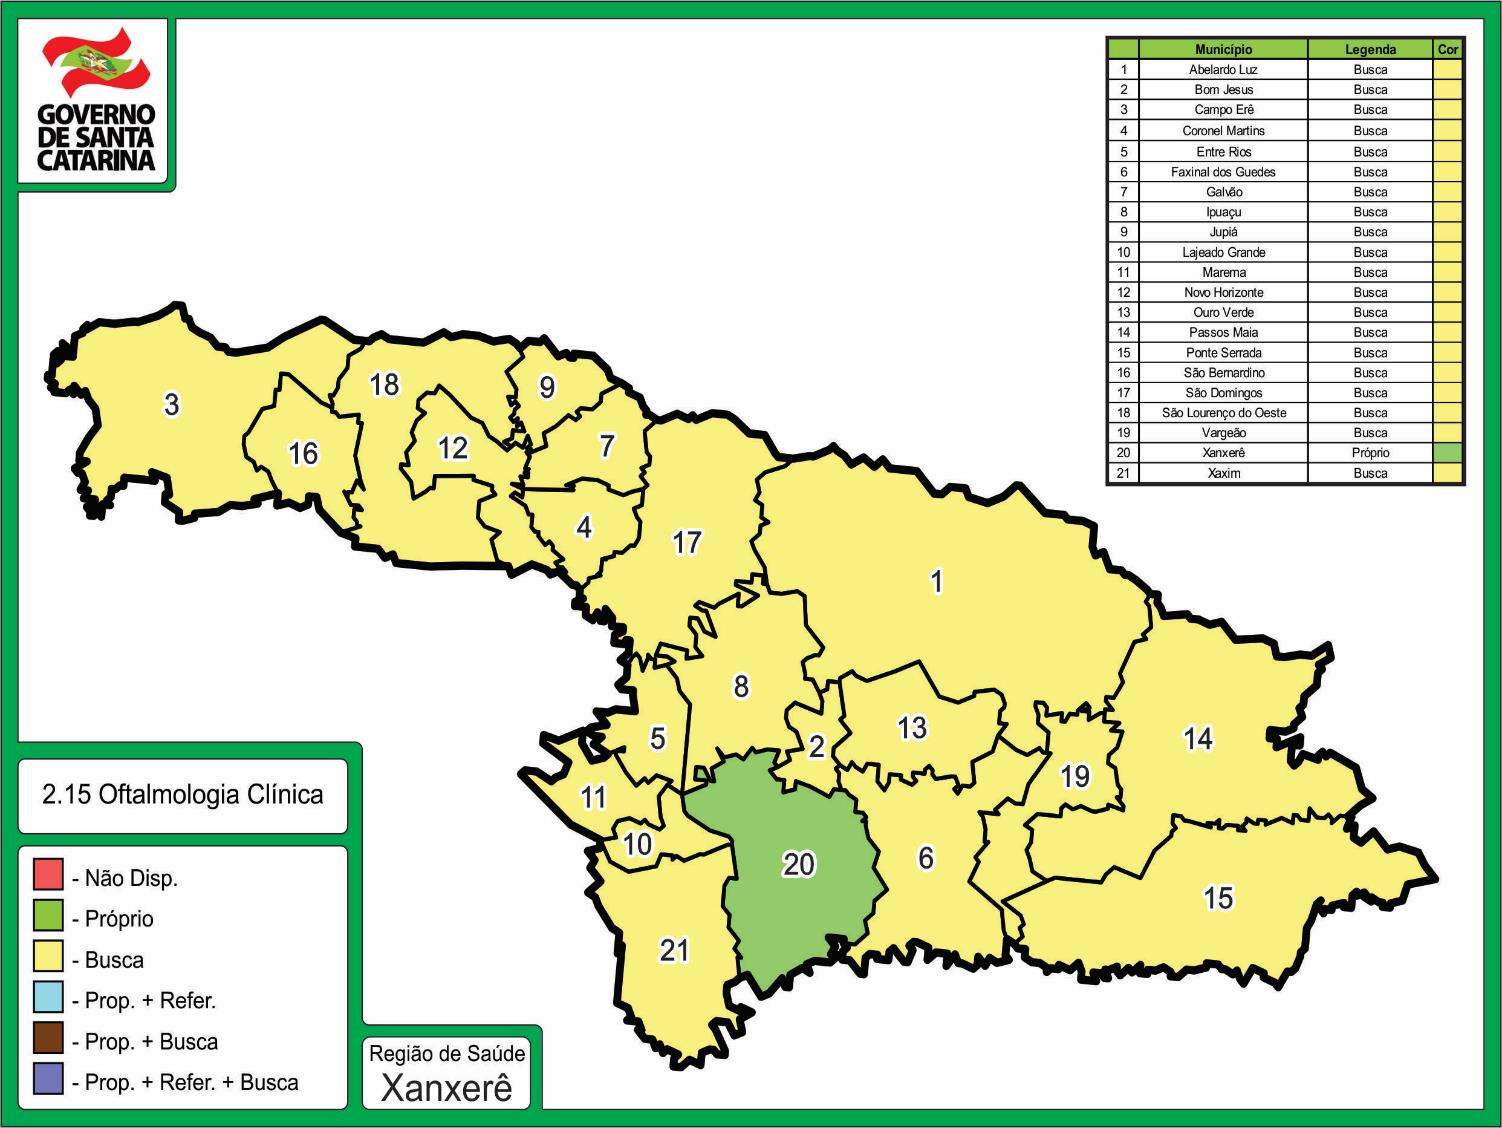 GOVERNO
DE SANTA
CATARINA
Município Legenda Cor
1 Abelardo Luz Busca
2 Bom Jesus Busca
3 Campo Erê Busca
4 Coronel Martins Busca
5 Entre Rios Busca
6 Faxinal dos Guedes Busca
7 Galvão Busca
8 Ipuaçu Busca
9 Jupiá Busca
10 Lajeado Grande Busca
11 Marema Busca
12 Novo Horizonte Busca
13 Ouro Verde Busca
14 Passos Maia Busca
15 Ponte Serrada Busca
16 São Bernardino Busca
17 São Domingos Busca
18 São Lourenço do Oeste Busca
19 Vargeão Busca
20 Xanxerê Próprio
21 Xaxim Busca
3
18
9
16
12
7
4
17
1
8
5
2
13
14
19
11
10
20
6
15
21
2.15 Oftalmologia Clínica
- Não Disp.
- Próprio
- Busca
- Prop. + Refer.
- Prop. + Busca
- Prop. + Refer. + Busca
Região de Saúde
Xanxerê